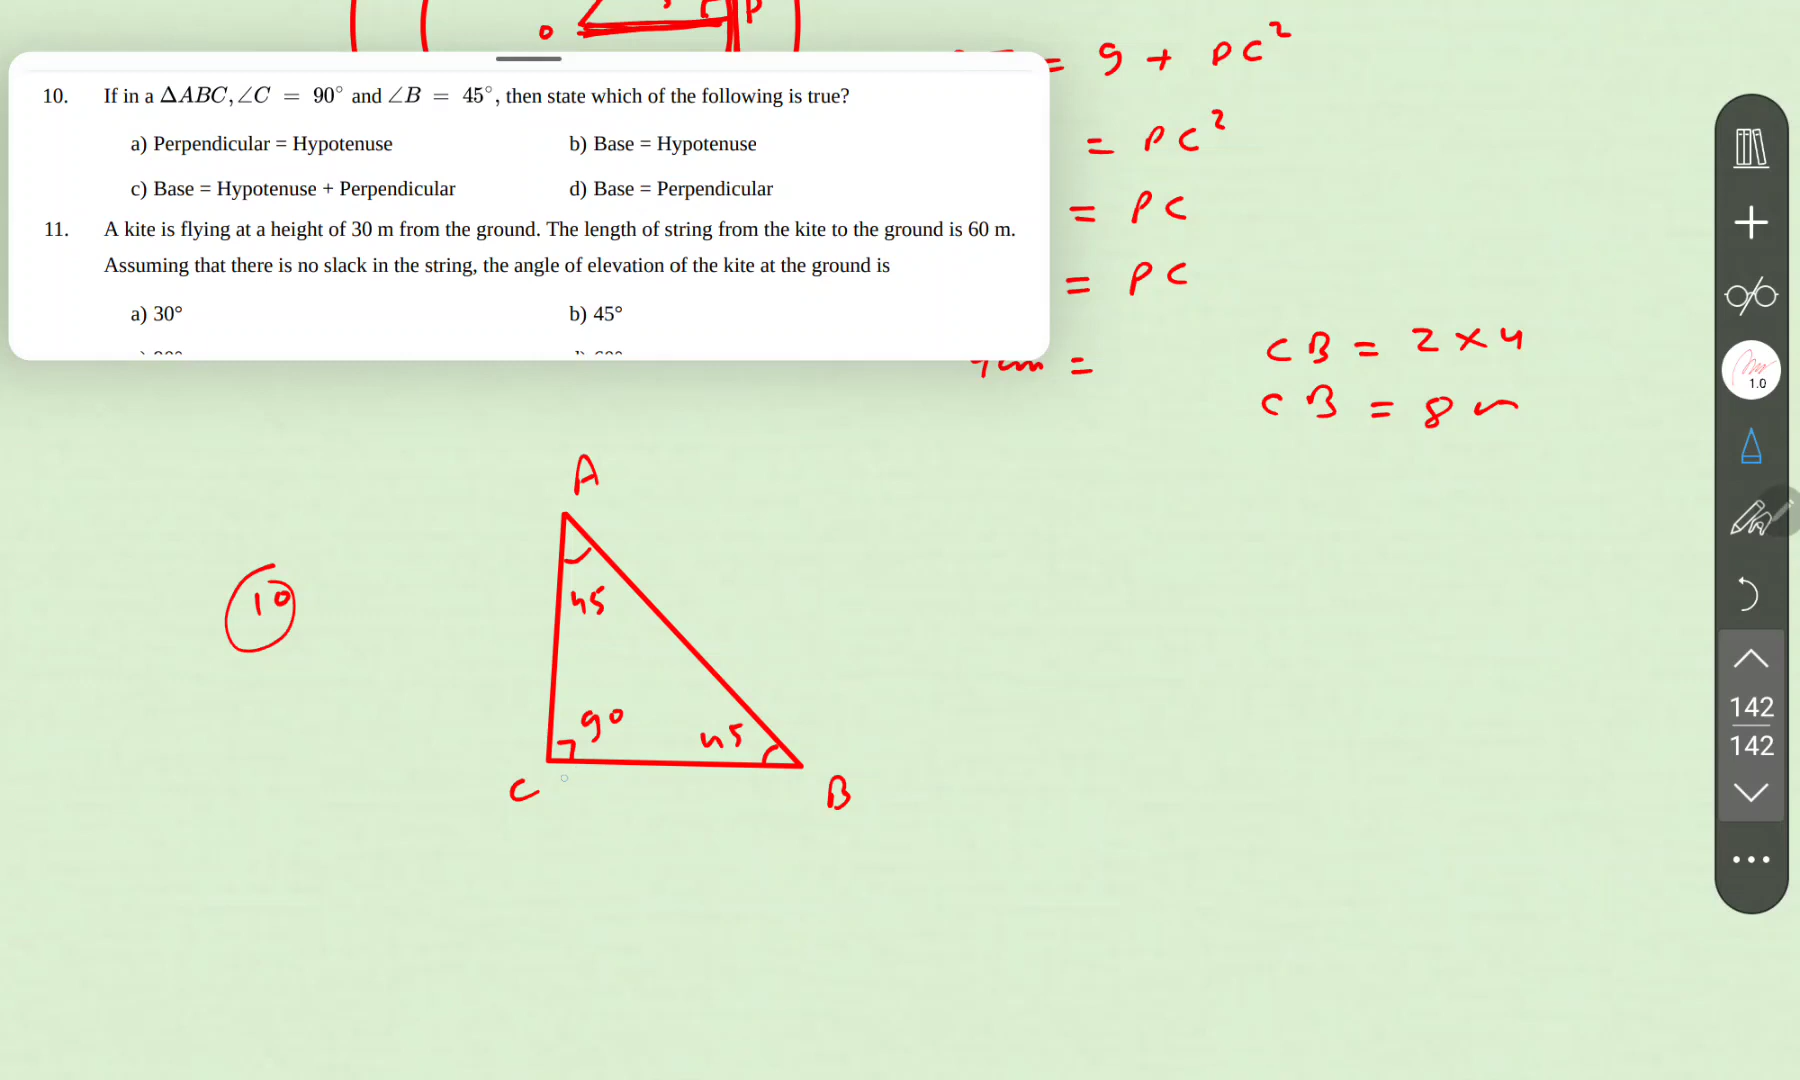 o
P
= 9 + PC²
10. If in a ΔABC, ∠C = 90° and ∠B = 45°, then state which of the following is true?
a) Perpendicular = Hypotenuse b) Base = Hypotenuse
= PC²
c) Base = Hypotenuse + Perpendicular d) Base = Perpendicular
= PC
11. A kite is flying at a height of 30 m from the ground. The length of string from the kite to the ground is 60 m.
Assuming that there is no slack in the string, the angle of elevation of the kite at the ground is
= PC
a) 30° b) 45°
=
CB = 2 × 4
CB = 8 m
A
10
45
90
45
C
B
1.0
142
142